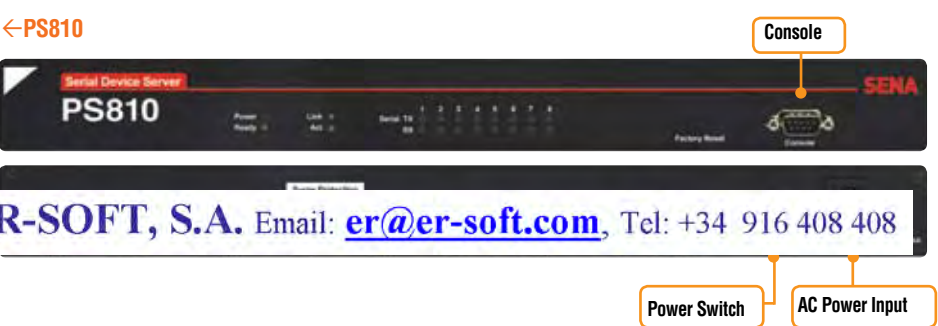 ←PS810
Console
Serial Device Server
SENA
PS810
Power
Ready
Link
Act
Serial TX
RX
1 2 3 4 5 6 7 8
Factory Reset
Console
Surge Protection
R-SOFT, S.A. Email: er@er-soft.com, Tel: +34 916 408 408
Power Switch
AC Power Input